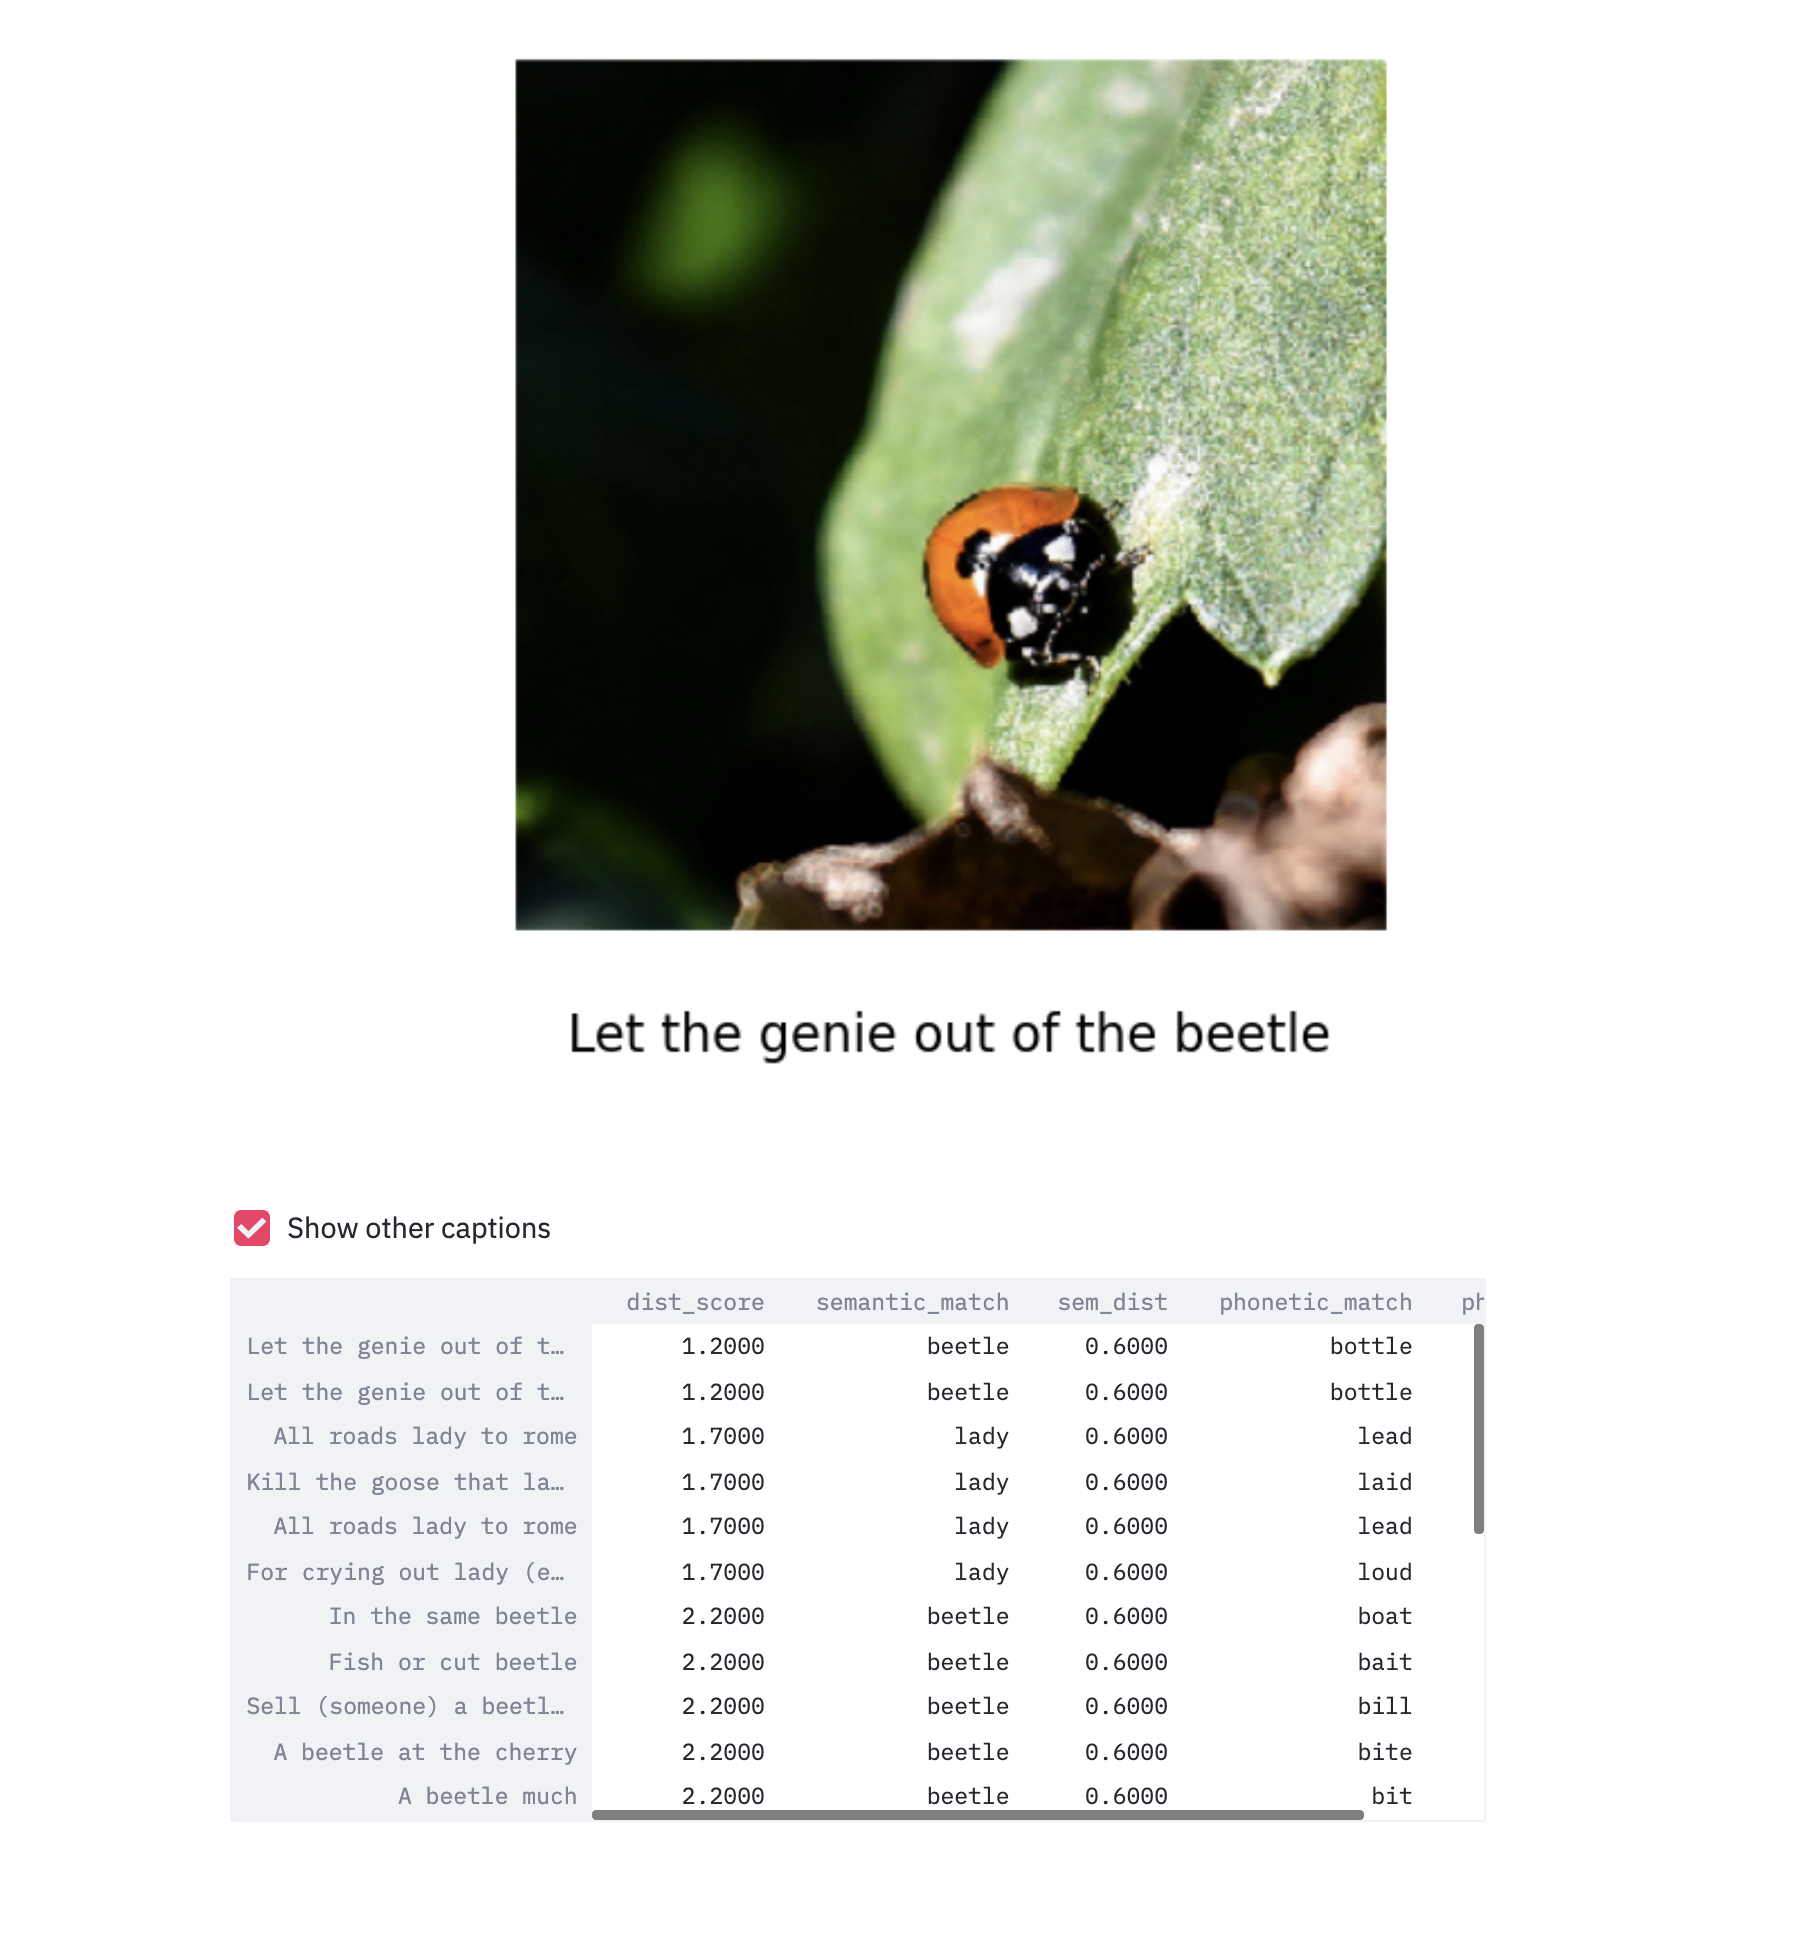 Let the genie out of the beetle
Show other captions
dist_score semantic_match sem_dist phonetic_match ph
Let the genie out of t… 1.2000 beetle 0.6000 bottle
Let the genie out of t… 1.2000 beetle 0.6000 bottle
All roads lady to rome 1.7000 lady 0.6000 lead
Kill the goose that la… 1.7000 lady 0.6000 laid
All roads lady to rome 1.7000 lady 0.6000 lead
For crying out lady (e… 1.7000 lady 0.6000 loud
In the same beetle 2.2000 beetle 0.6000 boat
Fish or cut beetle 2.2000 beetle 0.6000 bait
Sell (someone) a beetl… 2.2000 beetle 0.6000 bill
A beetle at the cherry 2.2000 beetle 0.6000 bite
A beetle much 2.2000 beetle 0.6000 bit